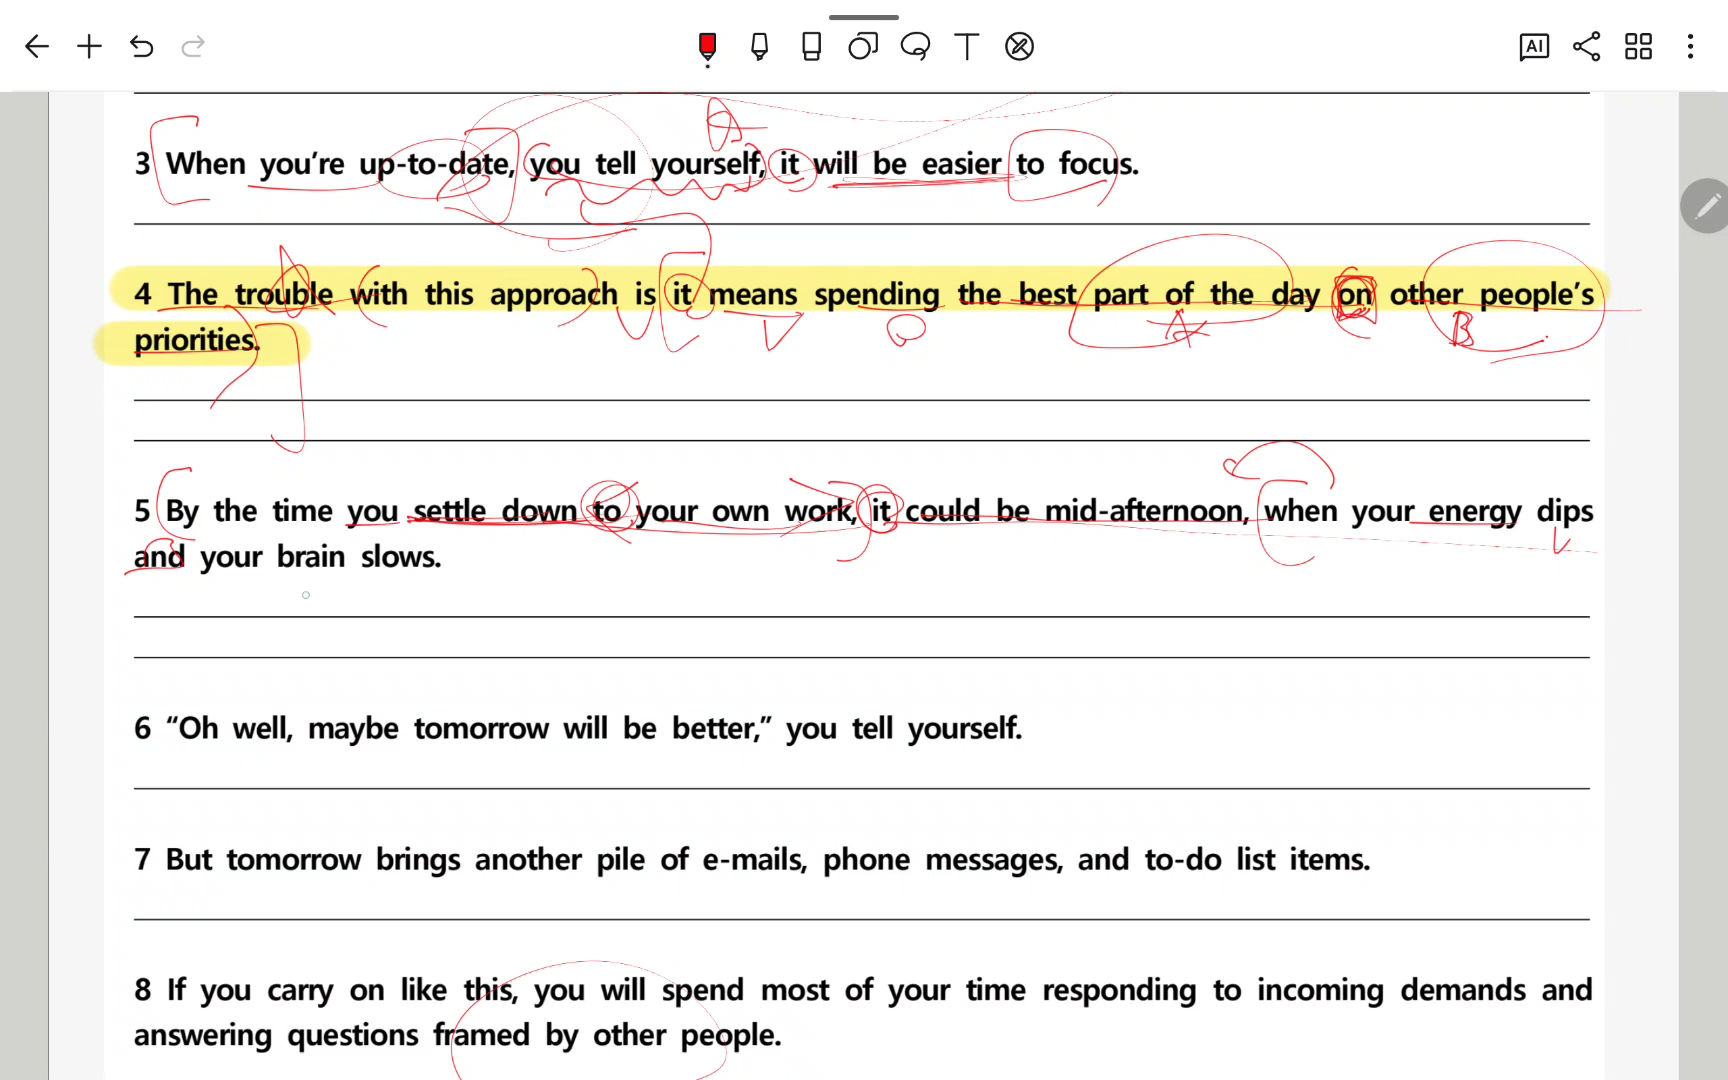 AI
3 When you're up-to-date, you tell yourself, it will be easier to focus.
4 The trouble with this approach is it means spending the best part of the day on other people's
priorities.
A
B
5 By the time you settle down to your own work, it could be mid-afternoon, when your energy dips
and your brain slows.
6 “Oh well, maybe tomorrow will be better,” you tell yourself.
7 But tomorrow brings another pile of e-mails, phone messages, and to-do list items.
8 If you carry on like this, you will spend most of your time responding to incoming demands and
answering questions framed by other people.